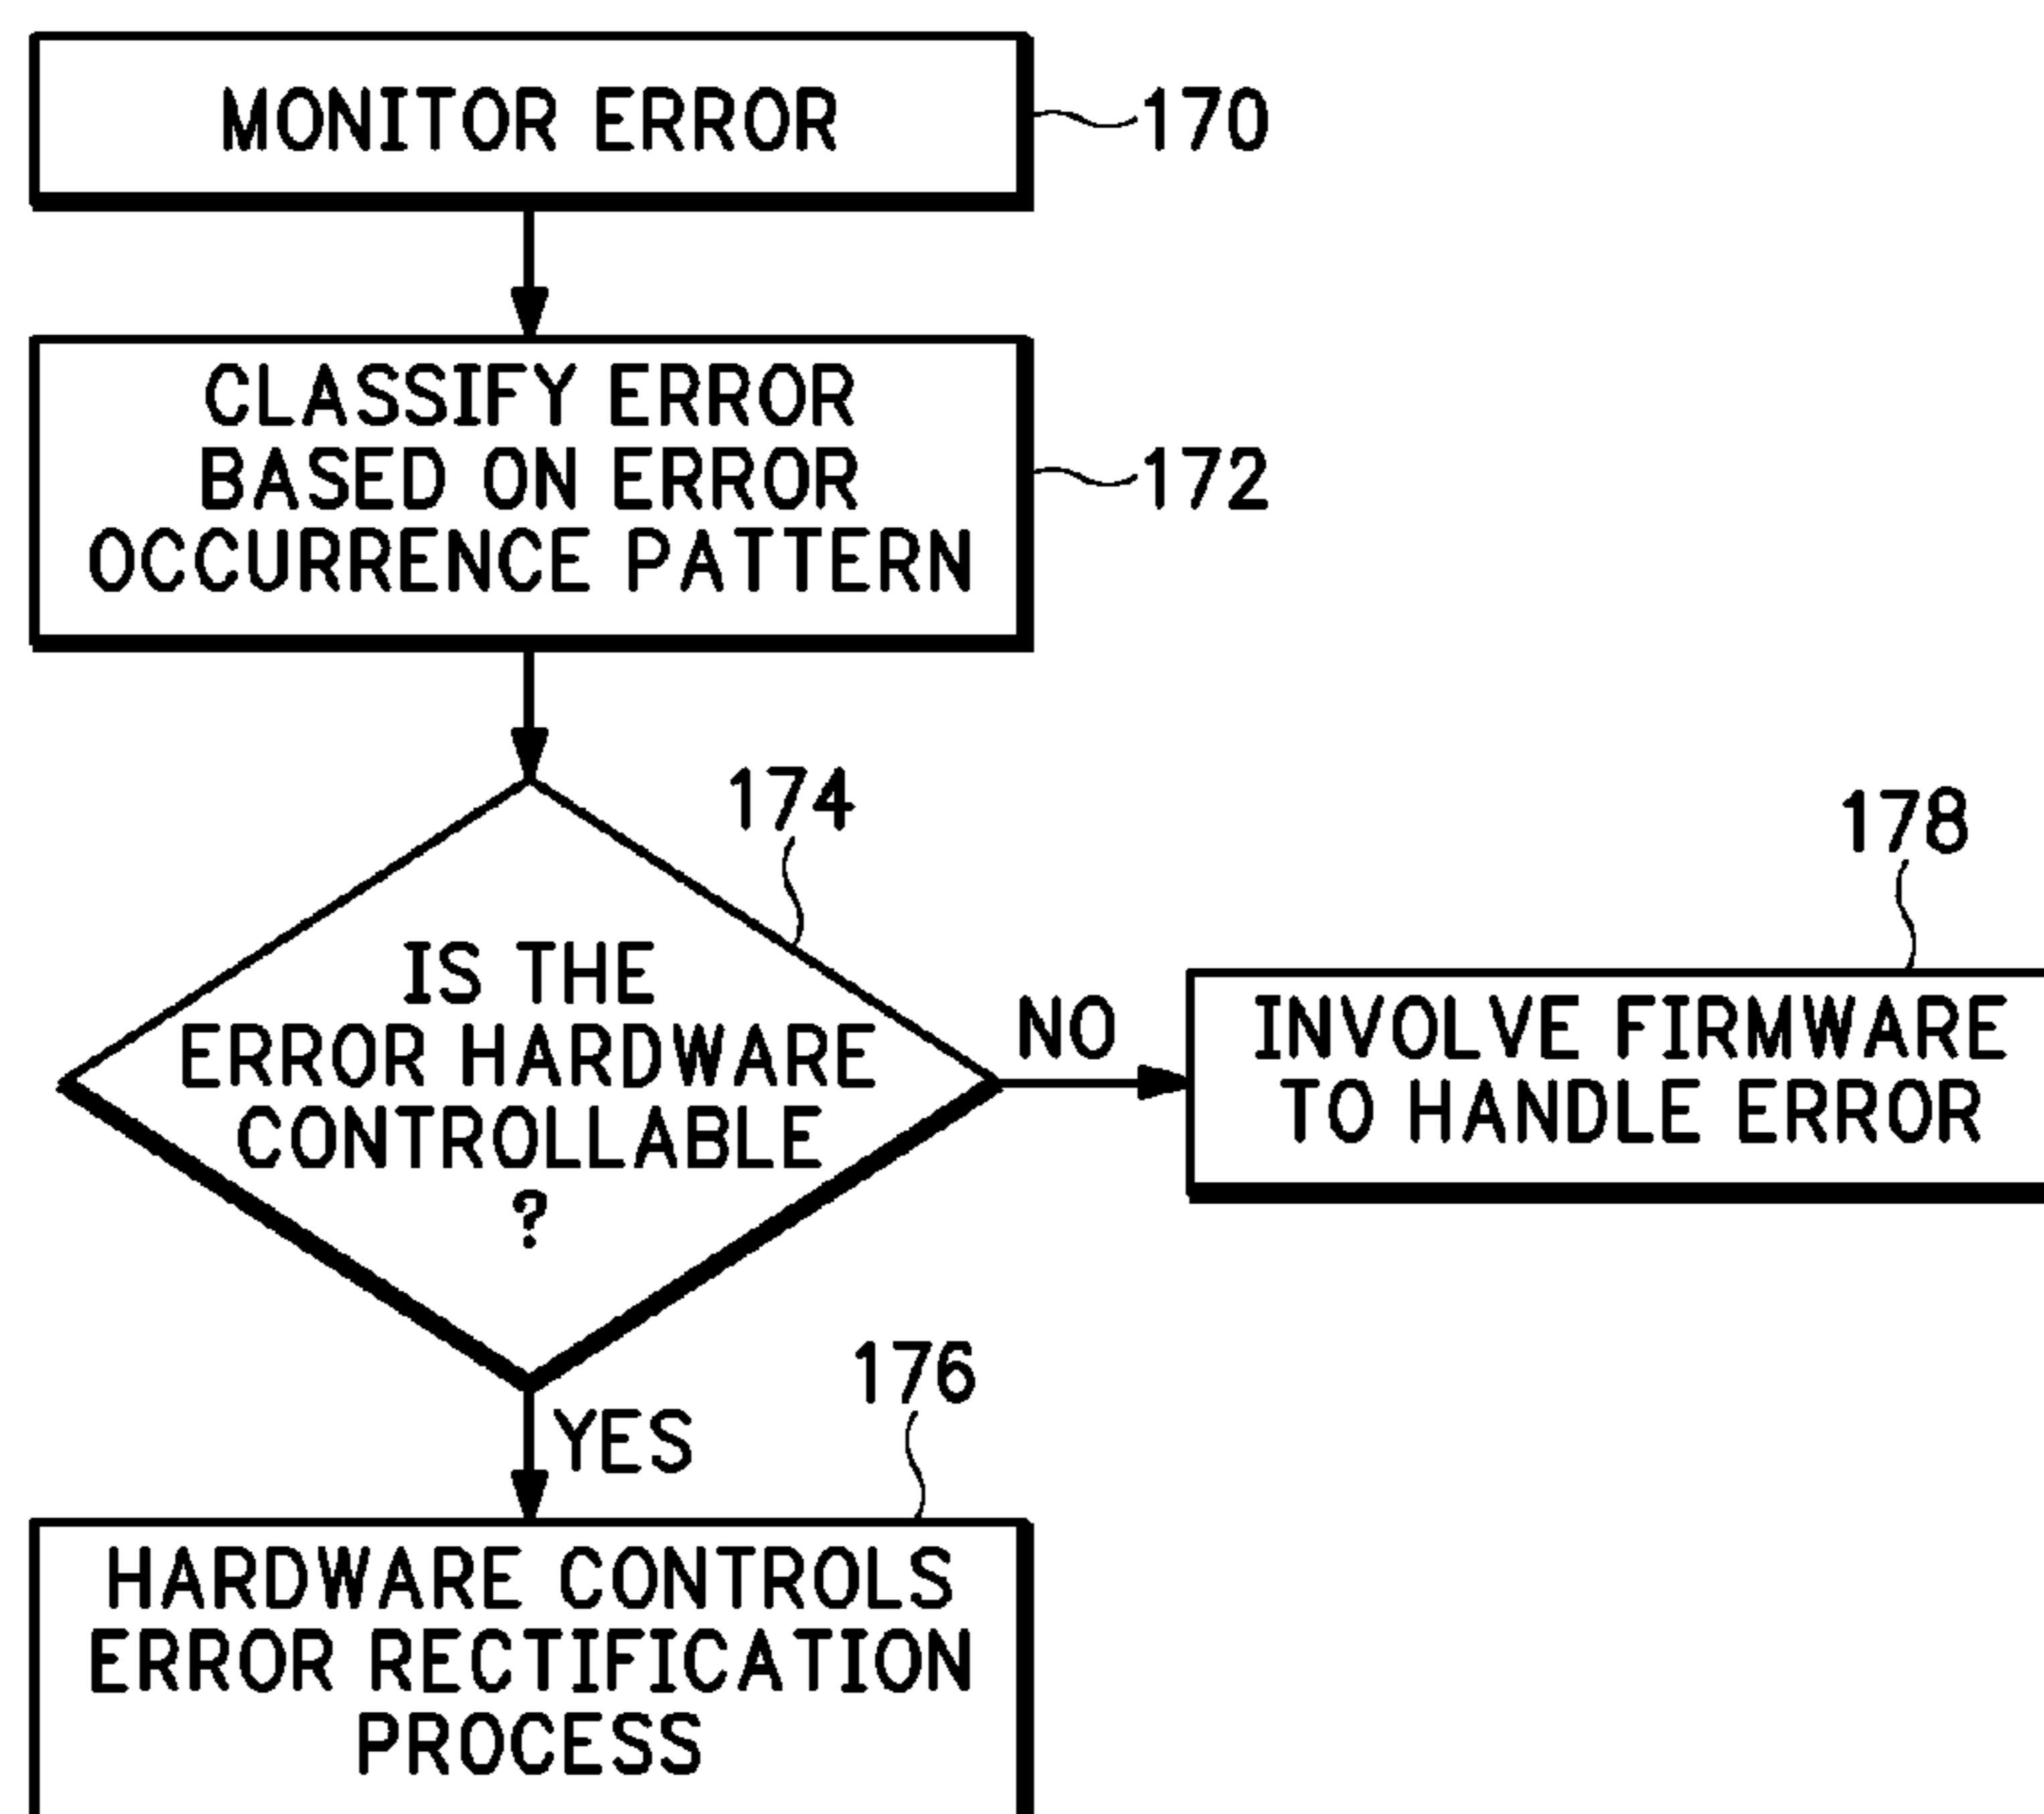 MONITOR ERROR
170
CLASSIFY ERROR
BASED ON ERROR
OCCURRENCE PATTERN
172
174
IS THE
ERROR HARDWARE
CONTROLLABLE
?
NO
178
INVOLVE FIRMWARE
TO HANDLE ERROR
YES
176
HARDWARE CONTROLS
ERROR RECTIFICATION
PROCESS